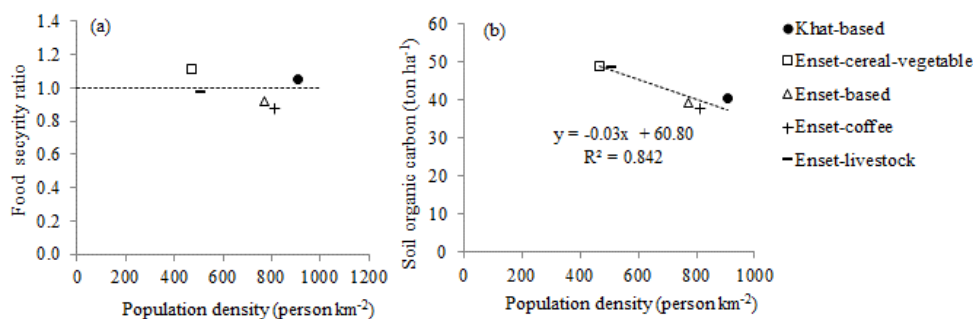 (a)
Food secyrity ratio
1.4
1.2
1.0
0.8
0.6
0.4
0.2
0.0
0 200 400 600 800 1000 1200
Population density (person km⁻²)
(b)
Soil organic carbon (ton ha⁻¹)
60
50
40
30
20
10
0
y = -0.03x + 60.80
R² = 0.842
0 200 400 600 800 1000
Population density (person km⁻²)
Khat-based
Enset-cereal-vegetable
Enset-based
Enset-coffee
Enset-livestock